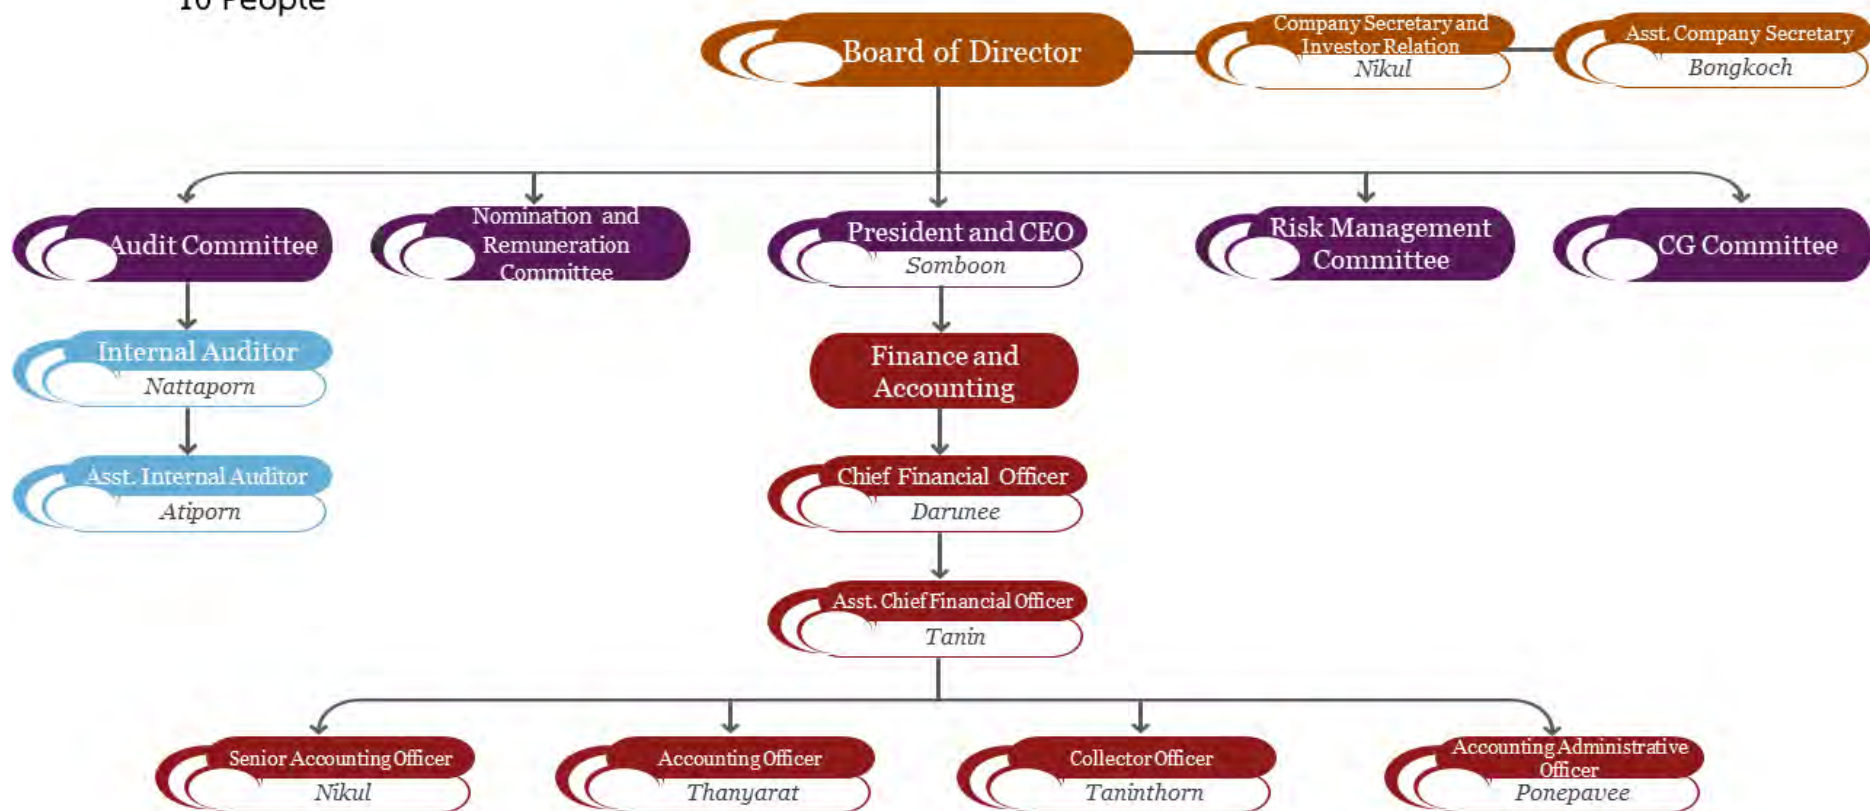 10 People
Board of Director
Company Secretary and
Investor Relation
Nikul
Asst. Company Secretary
Bongkoch
Audit Committee
Nomination and
Remuneration
Committee
President and CEO
Somboon
Risk Management
Committee
CG Committee
Internal Auditor
Nattaporn
Finance and
Accounting
Asst. Internal Auditor
Atiporn
Chief Financial Officer
Darunee
Asst. Chief Financial Officer
Tanin
Senior Accounting Officer
Nikul
Accounting Officer
Thanyarat
Collector Officer
Taninthorn
Accounting Administrative
Officer
Ponepavee